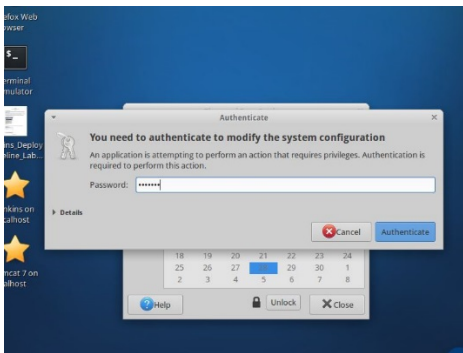 efox Web
owser
$_
erminal
mulator
Authenticate
You need to authenticate to modify the system configuration
An application is attempting to perform an action that requires privileges. Authentication is
required to perform this action.
Password: •••••••
Details
Cancel
Authenticate
ns_Deploy
eline_Lab...
nkins on
calhost
mcat 7 on
alhost
18 19 20 21 22 23 24
25 26 27 29 30 1
2 3 4 5 6 7 8
Help
Unlock
Close